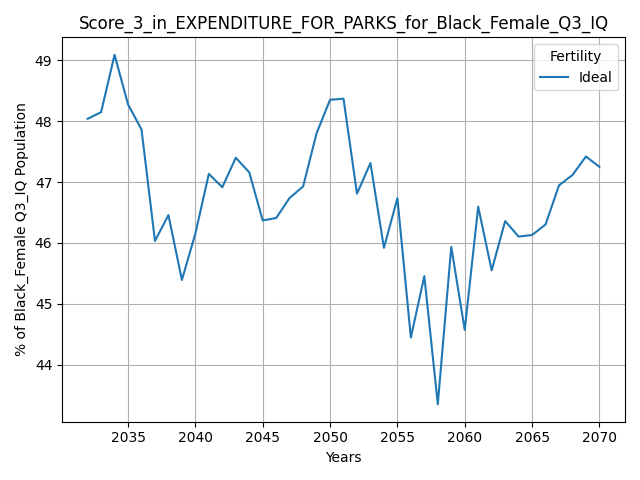 Score_3_in_EXPENDITURE_FOR_PARKS_for_Black_Female_Q3_IQ
Fertility
Ideal
% of Black_Female Q3_IQ Population
49
48
47
46
45
44
2035 2040 2045 2050 2055 2060 2065 2070
Years